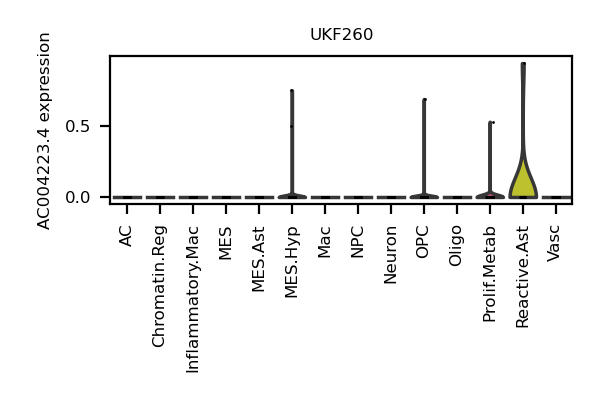 UKF260
AC004223.4 expression
0.5
0.0
AC
Chromatin.Reg
Inflammatory.Mac
MES
MES.Ast
MES.Hyp
Mac
NPC
Neuron
OPC
Oligo
Prolif.Metab
Reactive.Ast
Vasc